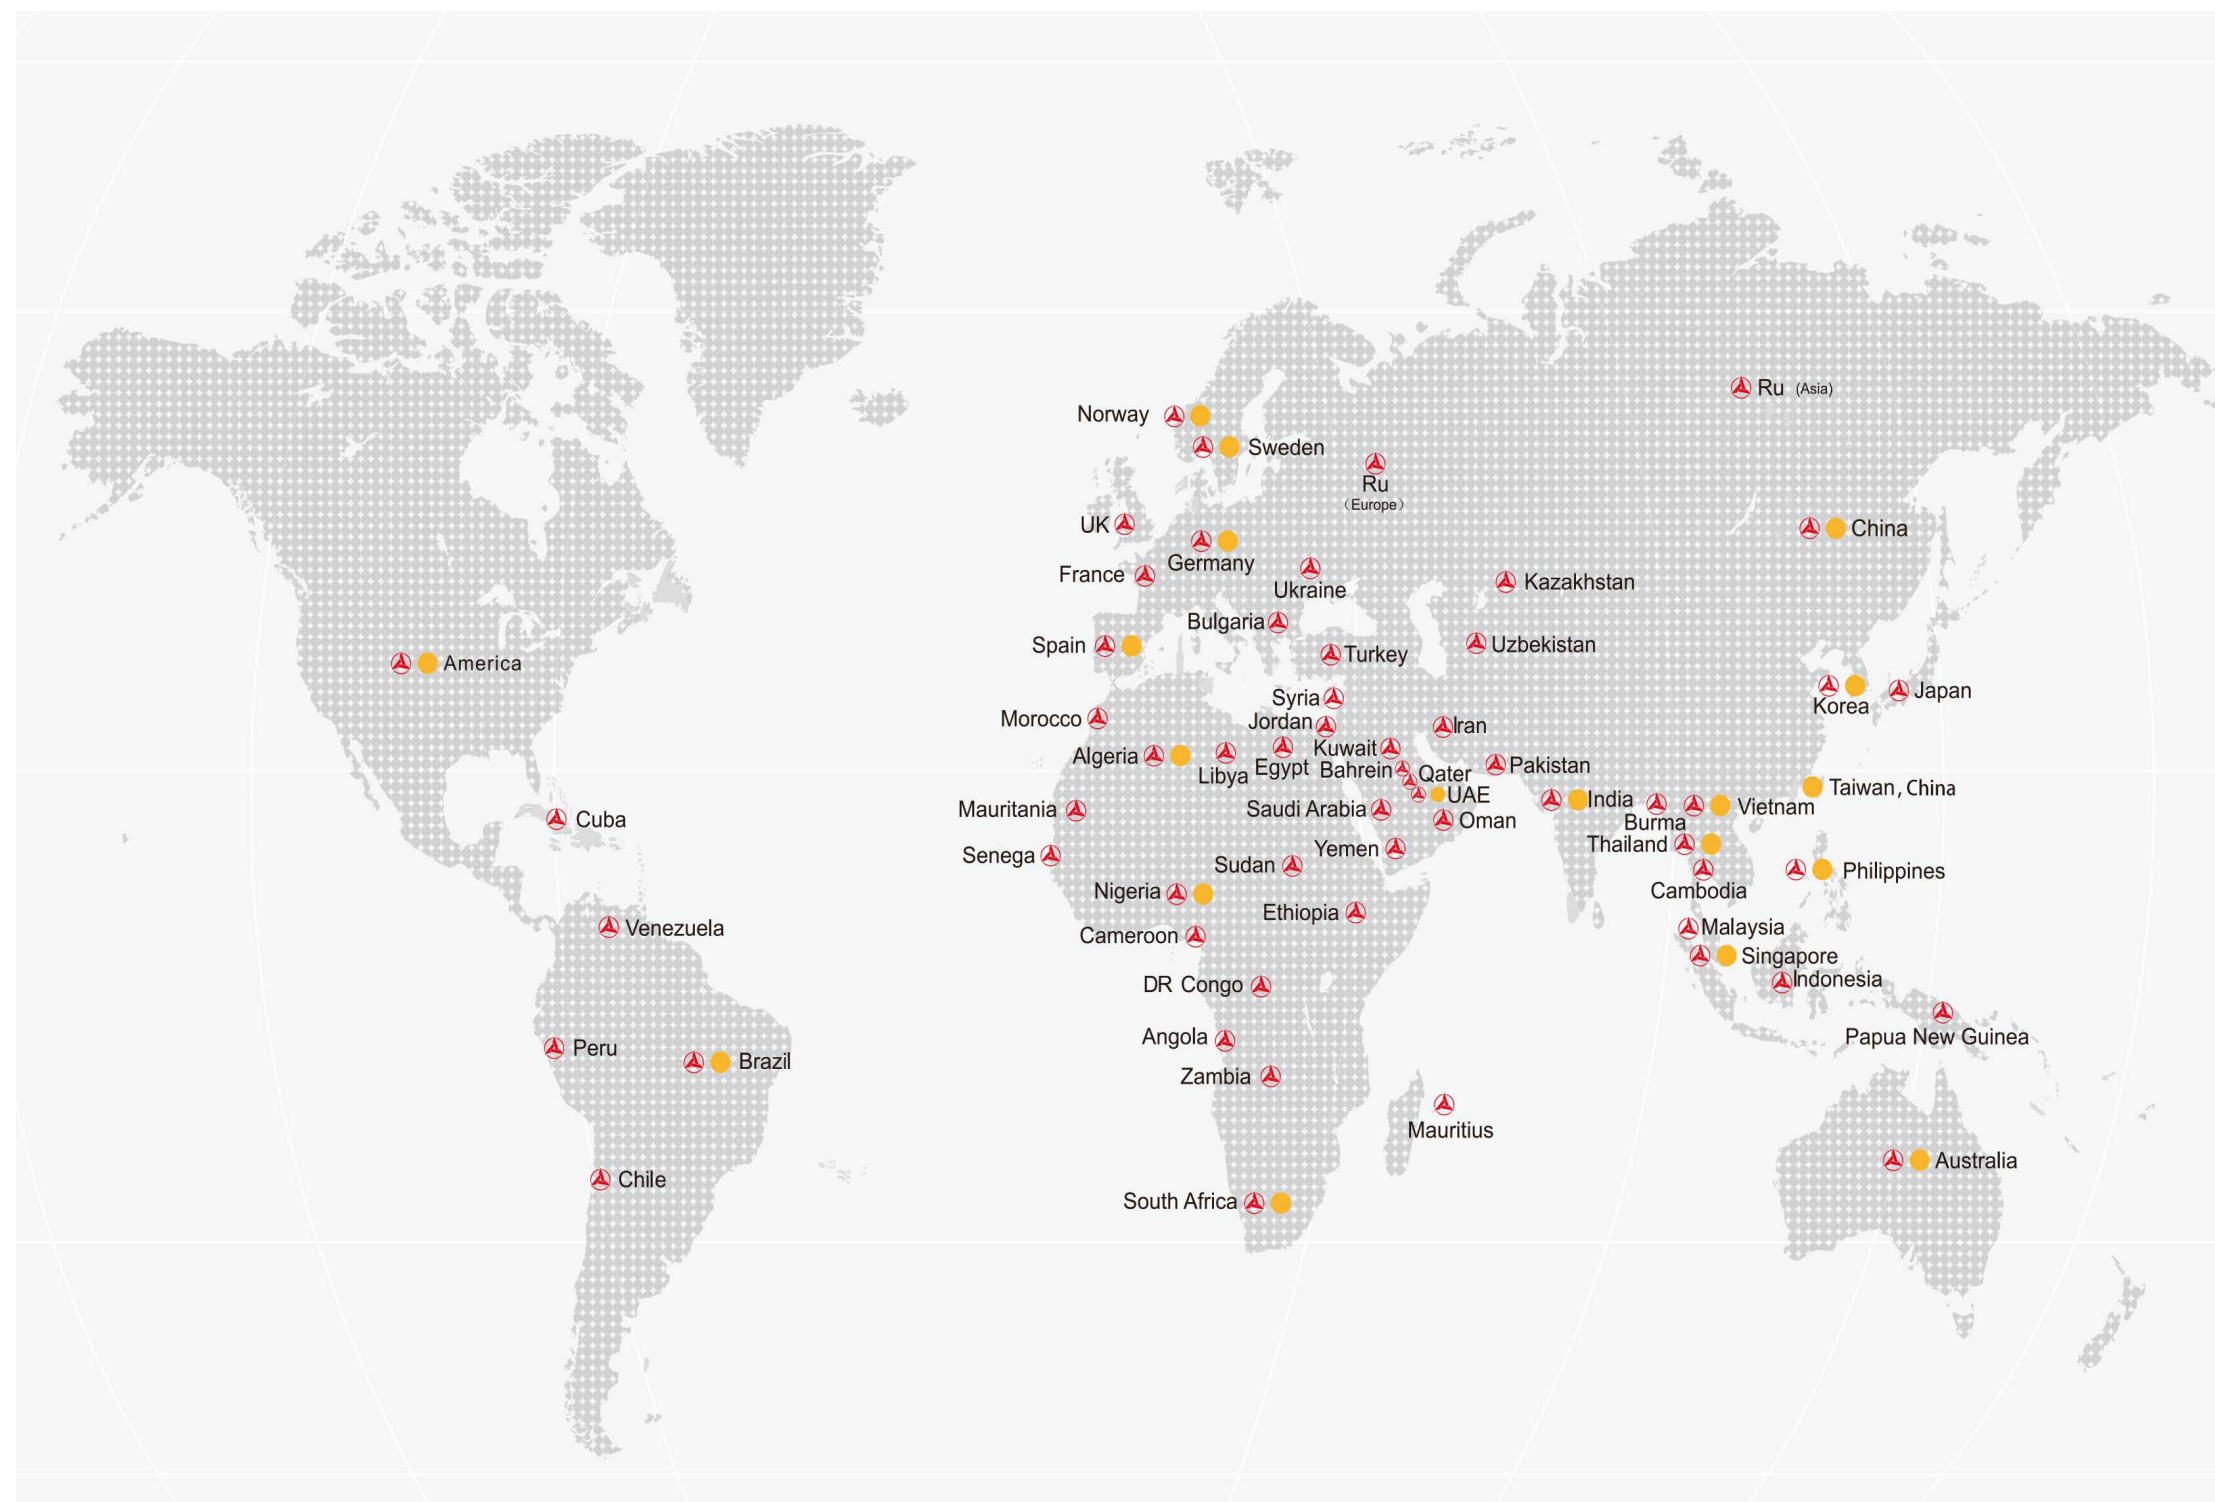 Ru (Asia)
Norway
Sweden
Ru
(Europe)
UK
China
Germany
France
Ukraine
Kazakhstan
Bulgaria
Spain
Uzbekistan
Turkey
America
Syria
Korea
Japan
Morocco
Jordan
Iran
Kuwait
Algeria
Libya
Egypt
Bahrein
Qater
Pakistan
UAE
Taiwan, China
India
Mauritania
Saudi Arabia
Oman
Burma
Vietnam
Cuba
Thailand
Yemen
Senega
Sudan
Cambodia
Philippines
Nigeria
Ethiopia
Venezuela
Cameroon
Malaysia
Singapore
Indonesia
DR Congo
Papua New Guinea
Angola
Peru
Brazil
Zambia
Mauritius
Australia
Chile
South Africa